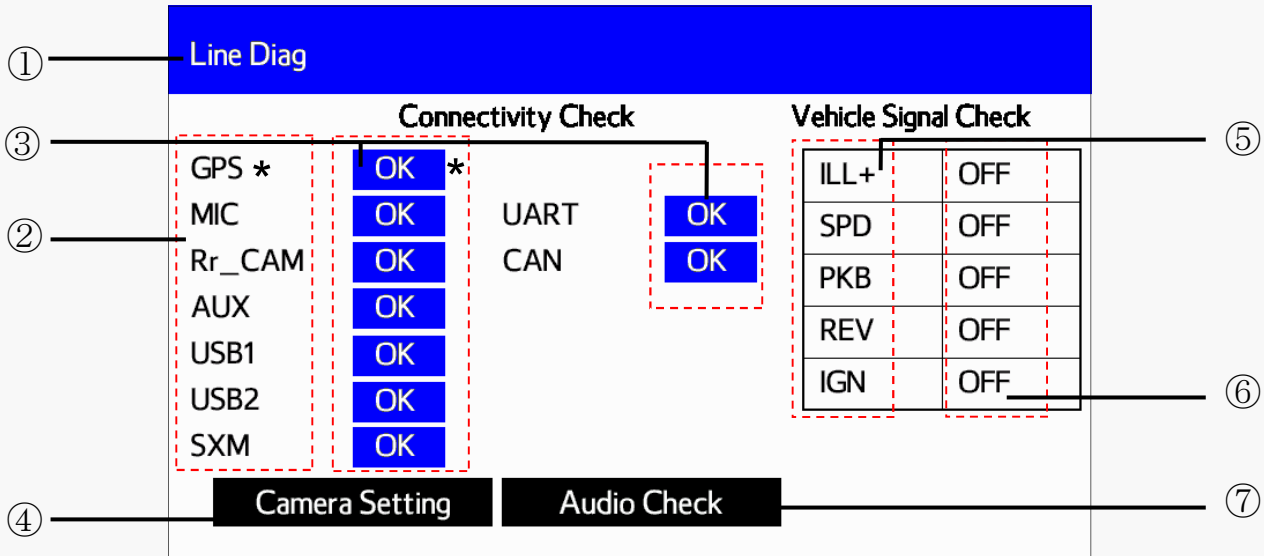 ① Line Diag
Connectivity Check Vehicle Signal Check
③ ⑤
GPS * OK * ILL+ OFF
MIC OK UART OK SPD OFF
②
Rr_CAM OK CAN OK PKB OFF
AUX OK REV OFF
USB1 OK
IGN OFF ⑥
USB2 OK
SXM OK
④ Camera Setting Audio Check ⑦